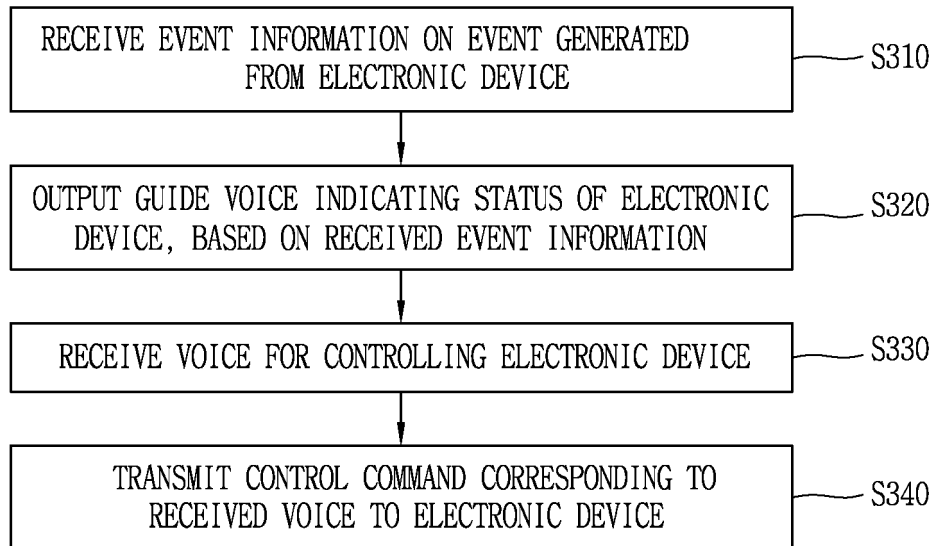 RECEIVE EVENT INFORMATION ON EVENT GENERATED
FROM ELECTRONIC DEVICE
S310
OUTPUT GUIDE VOICE INDICATING STATUS OF ELECTRONIC
DEVICE, BASED ON RECEIVED EVENT INFORMATION
S320
RECEIVE VOICE FOR CONTROLLING ELECTRONIC DEVICE
S330
TRANSMIT CONTROL COMMAND CORRESPONDING TO
RECEIVED VOICE TO ELECTRONIC DEVICE
S340